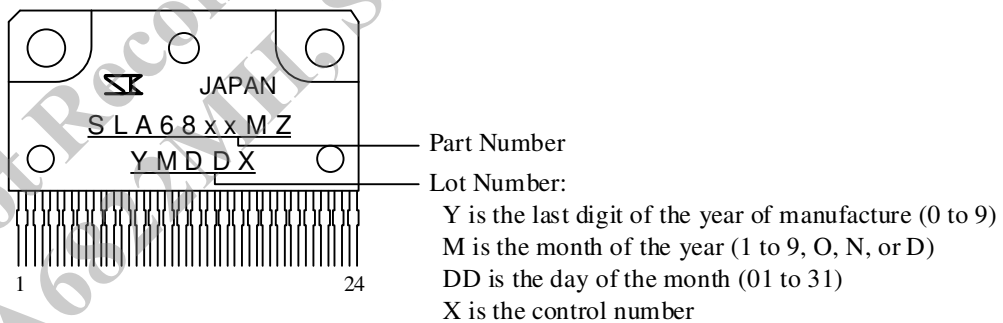 JAPAN
SLA68xxMZ
YMDDX
1 24
Part Number
Lot Number:
Y is the last digit of the year of manufacture (0 to 9)
M is the month of the year (1 to 9, O, N, or D)
DD is the day of the month (01 to 31)
X is the control number